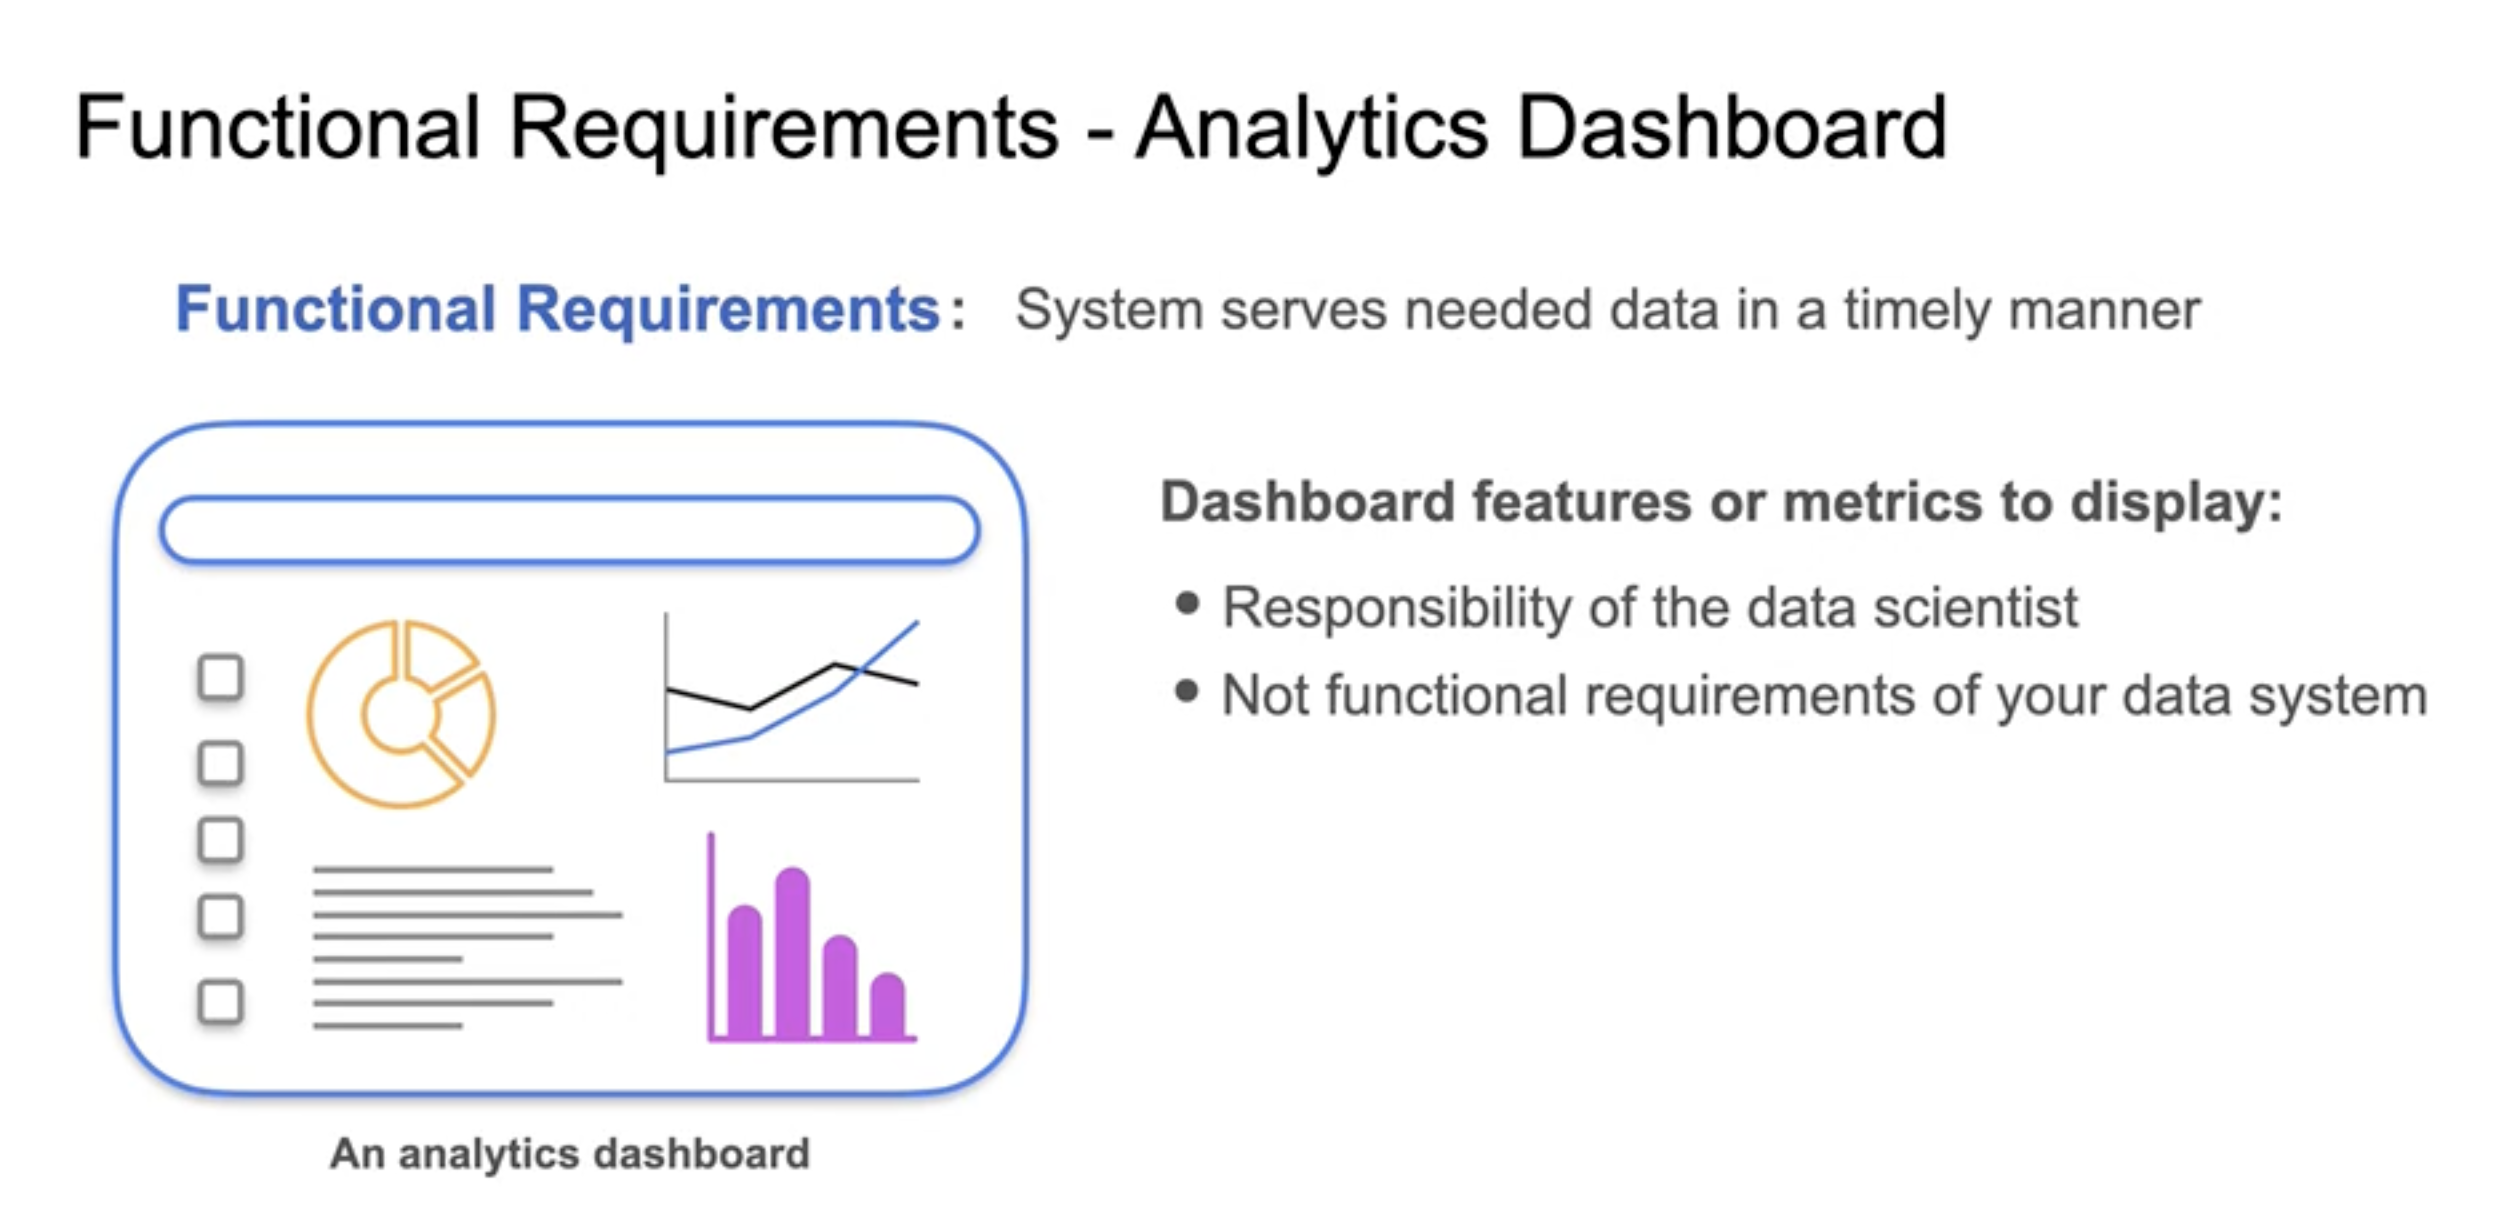 Functional Requirements - Analytics Dashboard
Functional Requirements: System serves needed data in a timely manner
Dashboard features or metrics to display:
● Responsibility of the data scientist
● Not functional requirements of your data system
An analytics dashboard